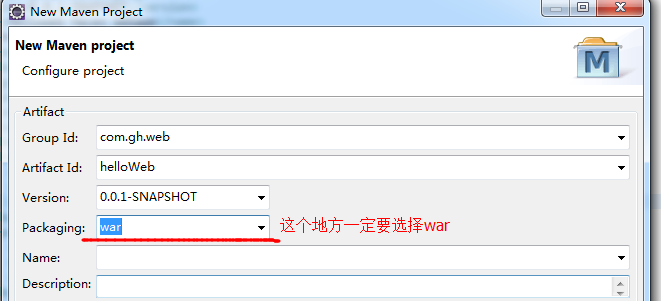 New Maven Project
New Maven project
Configure project
M
Artifact
Group Id: com.gh.web
Artifact Id: helloWeb
Version: 0.0.1-SNAPSHOT
Packaging: war 这个地方一定要选择war
Name:
Description: